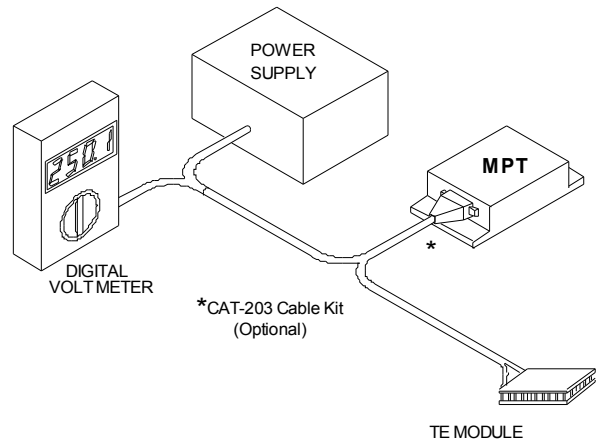 POWER
SUPPLY
250.1
MPT
*
DIGITAL
VOLT METER
*CAT-203 Cable Kit
(Optional)
TE MODULE